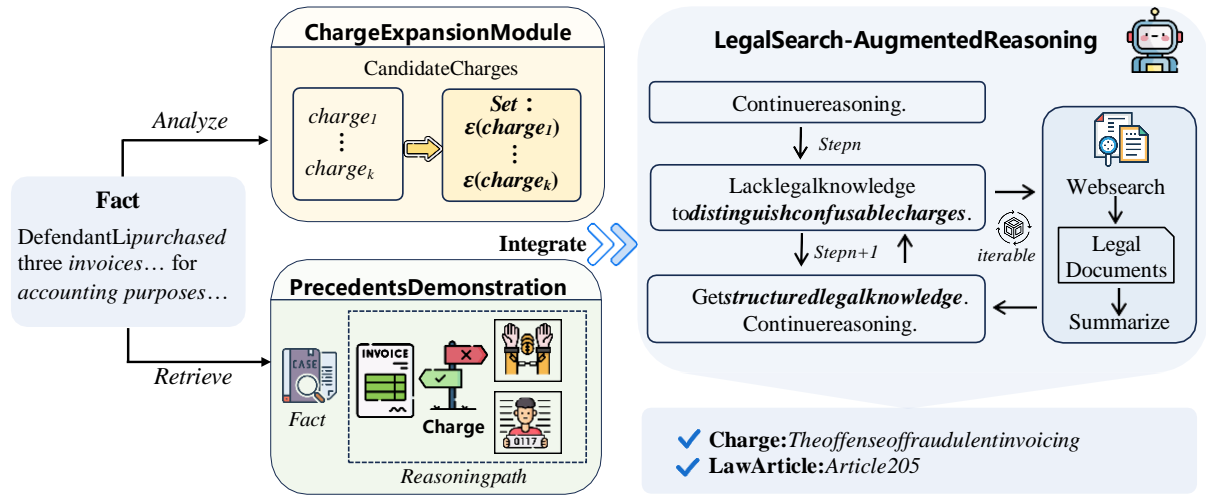 ChargeExpansionModule
CandidateCharges
charge1
⋮
chargek
Set:
ε(charge1)
⋮
ε(chargek)
Analyze
Fact
DefendantLipurchased
three invoices… for
accounting purposes…
Retrieve
PrecedentsDemonstration
CASE
Fact
INVOICE
Charge
0117
Reasoningpath
Integrate
LegalSearch-AugmentedReasoning
Continuereasoning.
Stepn
Lacklegalknowledge
todistinguishconfusablecharges.
Stepn+1
Getstructuredlegalknowledge.
Continuereasoning.
iterable
Websearch
Legal
Documents
Summarize
Charge:Theoffenseoffraudulentinvoicing
LawArticle:Article205